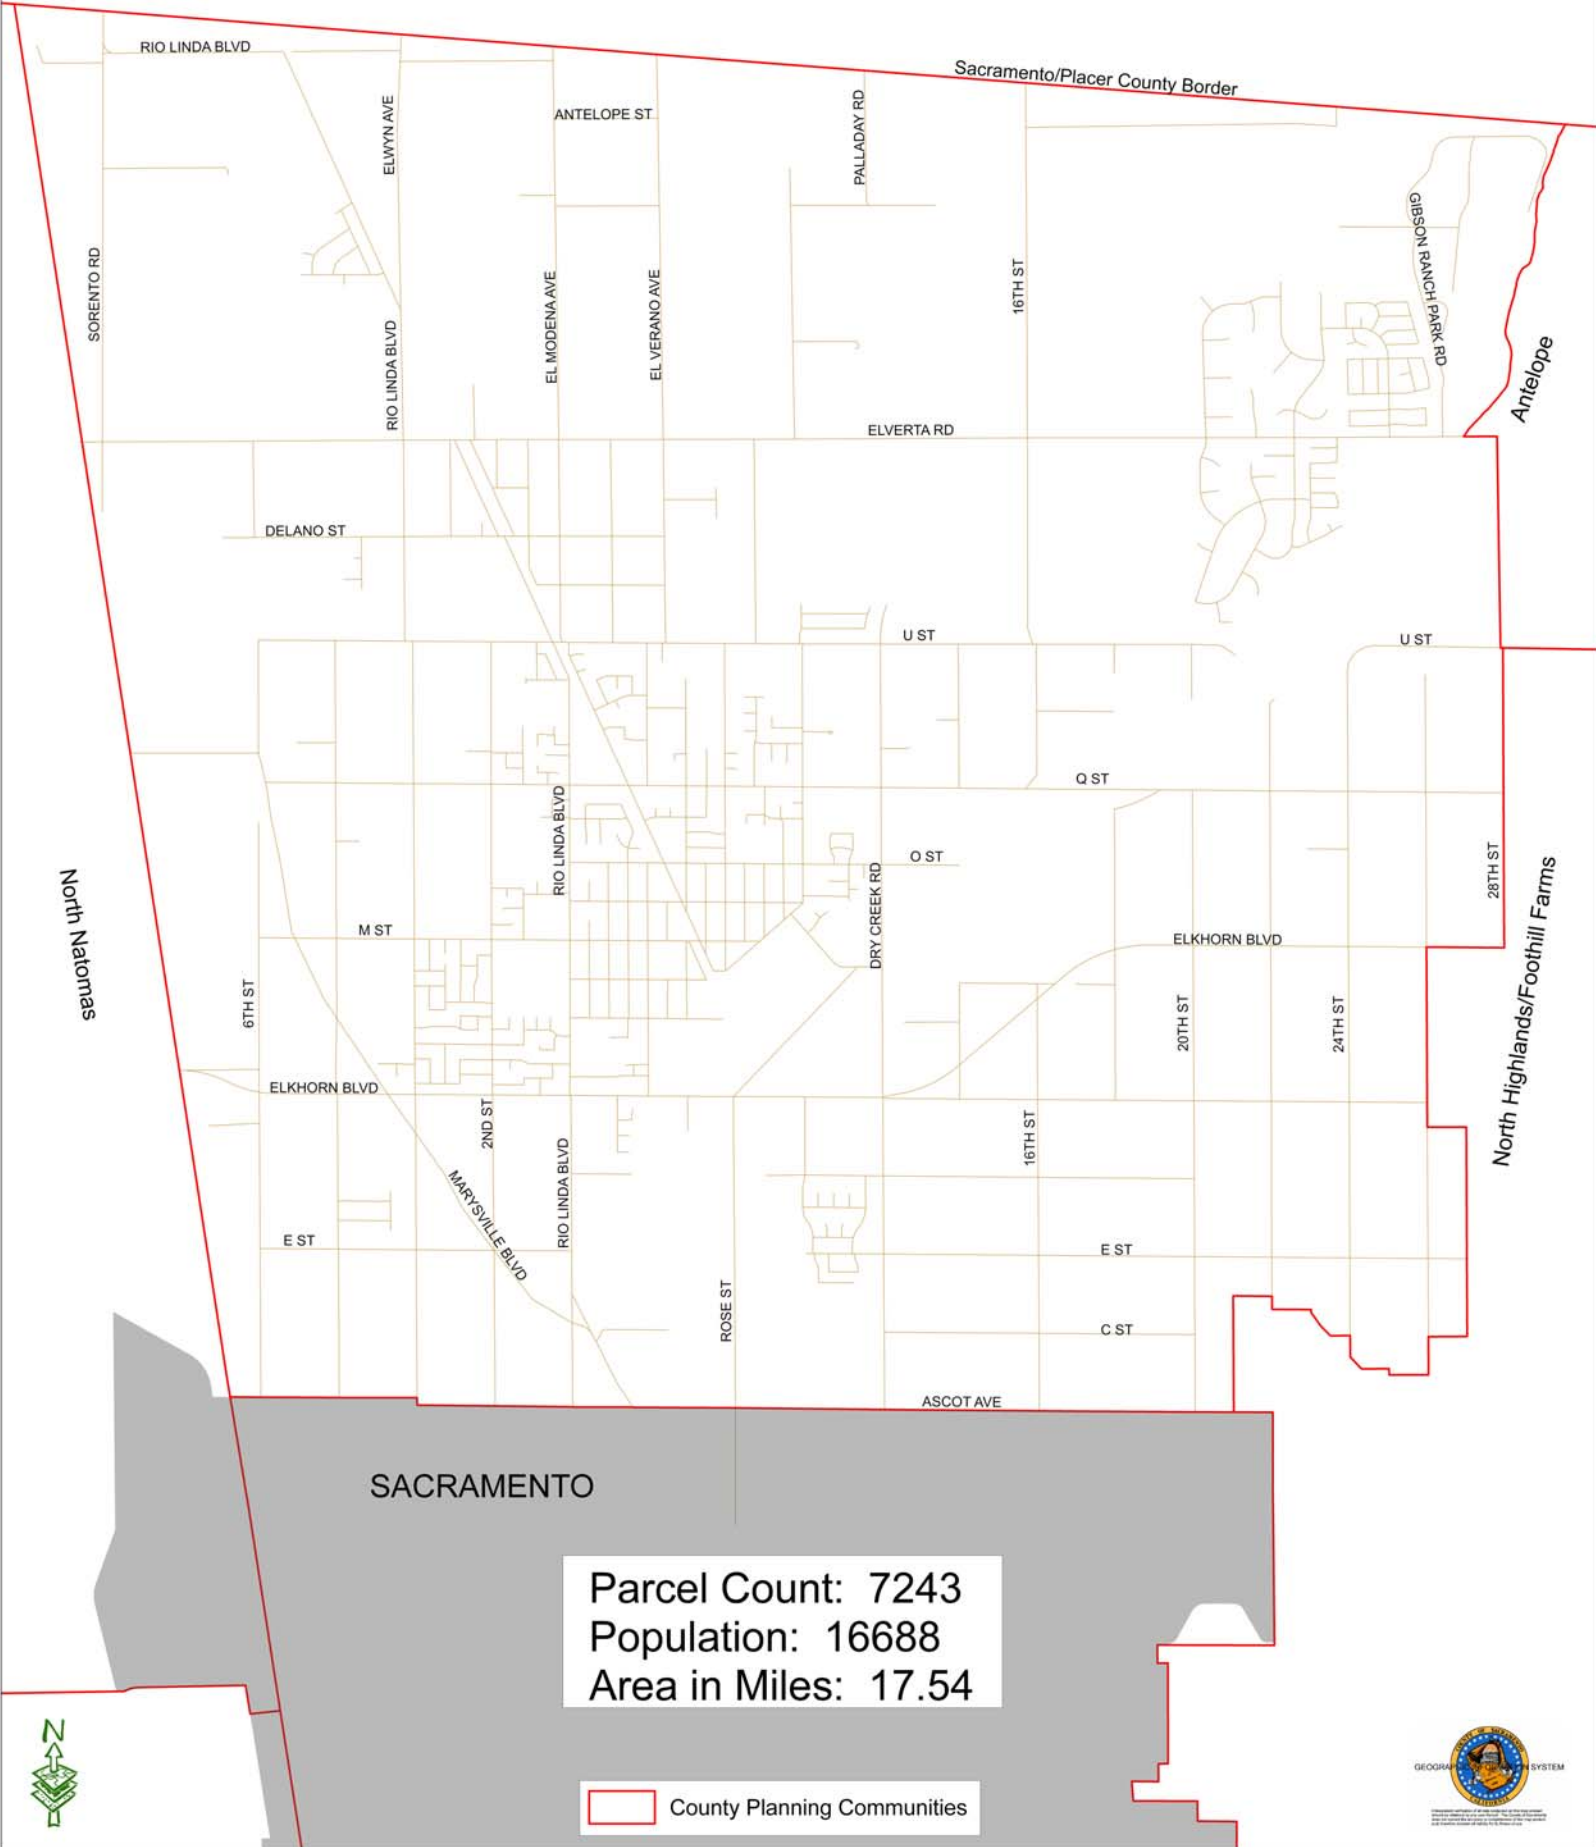 RIO LINDA BLVD
Sacramento/Placer County Border
ANTELOPE ST
ELWYN AVE
PALLADAY RD
GIBSON RANCH PARK RD
SORENTO RD
EL MODENA AVE
EL VERANO AVE
16TH ST
RIO LINDA BLVD
Antelope
ELVERTA RD
DELANO ST
U ST
U ST
Q ST
RIO LINDA BLVD
O ST
DRY CREEK RD
28TH ST
North Natomas
M ST
ELKHORN BLVD
North Highlands/Foothill Farms
6TH ST
20TH ST
24TH ST
ELKHORN BLVD
2ND ST
16TH ST
RIO LINDA BLVD
MARYSVILLE BLVD
E ST
E ST
ROSE ST
C ST
ASCOT AVE
SACRAMENTO
Parcel Count: 7243
Population: 16688
Area in Miles: 17.54
N
County Planning Communities
COUNTY OF SACRAMENTO
SYSTEM
CALIFORNIA